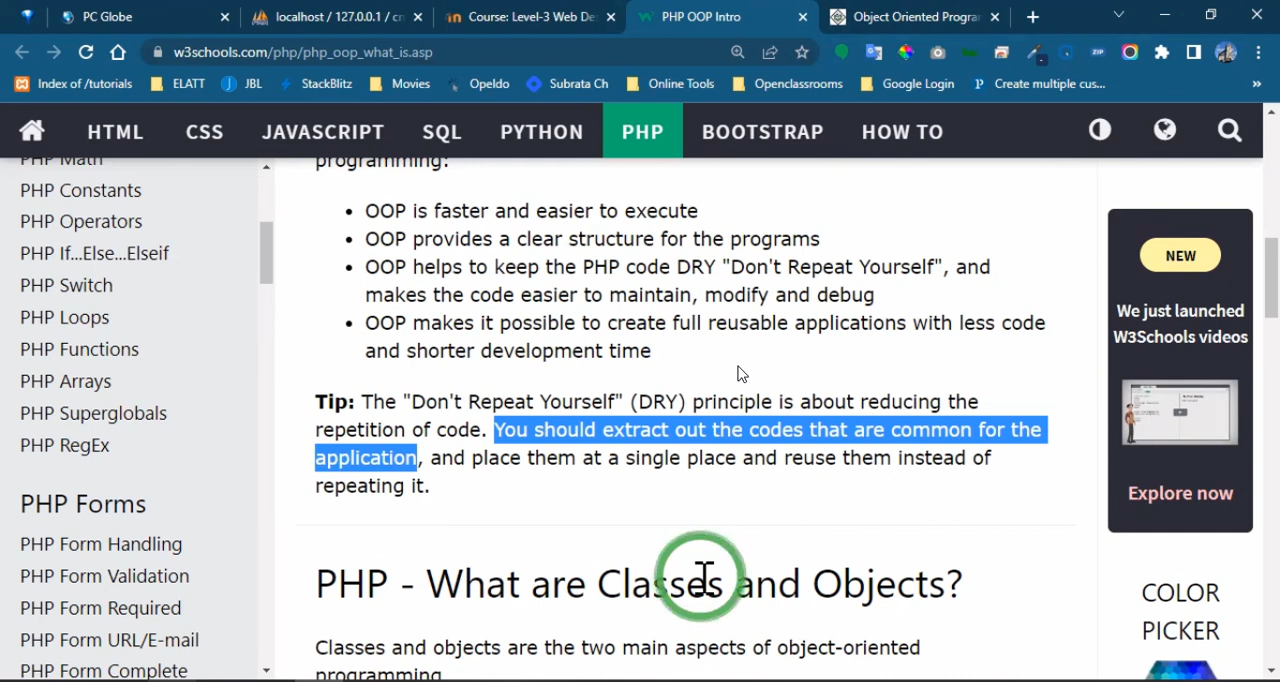 PC Globe
localhost / 127.0.0.1 / cr
Course: Level-3 Web De
PHP OOP Intro
Object Oriented Progra
w3schools.com/php/php_oop_what_is.asp
ZIP
Index of /tutorials
ELATT
JBL
StackBlitz
Movies
Opeldo
Subrata Ch
Online Tools
Openclassrooms
Google Login
Create multiple cus...
HTML
CSS
JAVASCRIPT
SQL
PYTHON
PHP
BOOTSTRAP
HOW TO
PHP Math
PHP Constants
PHP Operators
PHP If...Else...Elseif
PHP Switch
PHP Loops
PHP Functions
PHP Arrays
PHP Superglobals
PHP RegEx
PHP Forms
PHP Form Handling
PHP Form Validation
PHP Form Required
PHP Form URL/E-mail
PHP Form Complete
programming:
• OOP is faster and easier to execute
• OOP provides a clear structure for the programs
• OOP helps to keep the PHP code DRY "Don't Repeat Yourself", and
makes the code easier to maintain, modify and debug
• OOP makes it possible to create full reusable applications with less code
and shorter development time
Tip: The "Don't Repeat Yourself" (DRY) principle is about reducing the
repetition of code. You should extract out the codes that are common for the
application, and place them at a single place and reuse them instead of
repeating it.
PHP - What are Classes and Objects?
Classes and objects are the two main aspects of object-oriented
programming
NEW
We just launched
W3Schools videos
Explore now
COLOR
PICKER